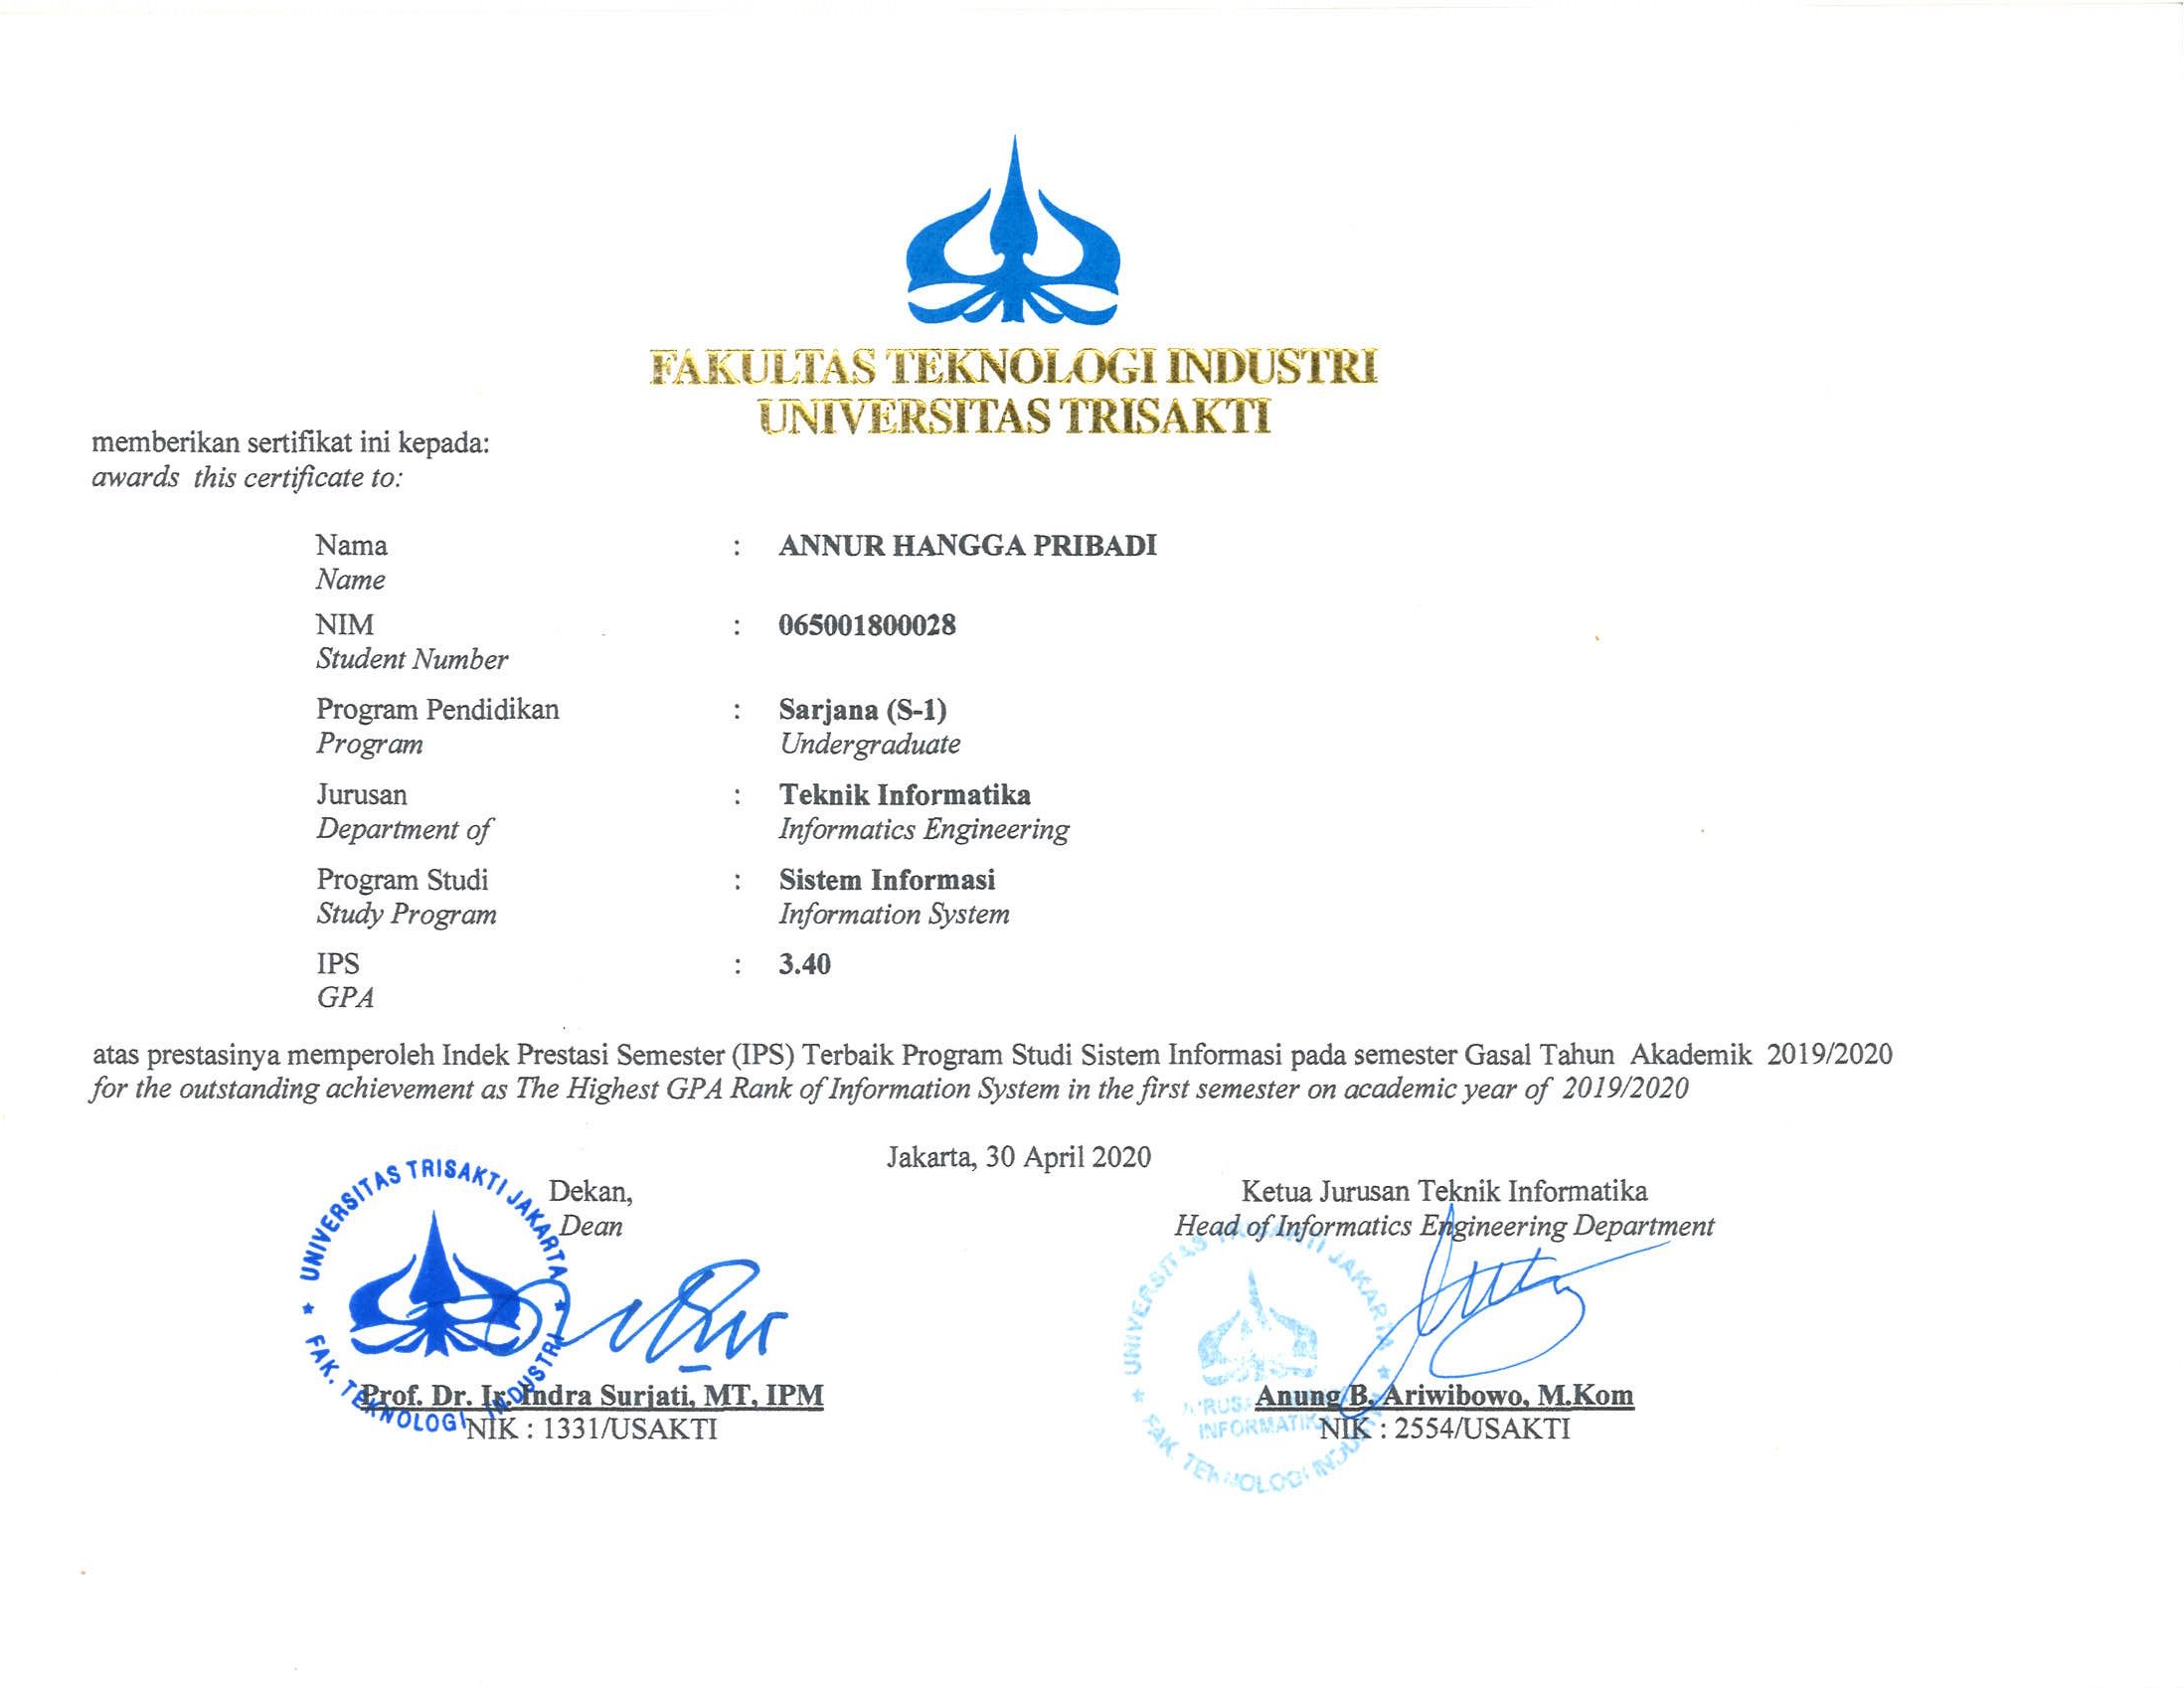 FAKULTAS TEKNOLOGI INDUSTRI
UNIVERSITAS TRISAKTI
memberikan sertifikat ini kepada:
awards this certificate to:
Nama : ANNUR HANGGA PRIBADI
Name
NIM : 065001800028
Student Number
Program Pendidikan : Sarjana (S-1)
Program Undergraduate
Jurusan : Teknik Informatika
Department of Informatics Engineering
Program Studi : Sistem Informasi
Study Program Information System
IPS : 3.40
GPA
atas prestasinya memperoleh Indek Prestasi Semester (IPS) Terbaik Program Studi Sistem Informasi pada semester Gasal Tahun Akademik 2019/2020
for the outstanding achievement as The Highest GPA Rank of Information System in the first semester on academic year of 2019/2020
Jakarta, 30 April 2020
Dekan, Ketua Jurusan Teknik Informatika
Dean Head of Informatics Engineering Department
UNIVERSITAS TRISAKTI JAKARTA * FAK. TEKNOLOGI INDUSTRI *
UNIVERSITAS TRISAKTI JAKARTA * FAK. TEKNOLOGI INDUSTRI *
INFORMATIKA
Prof. Dr. Ir. Indra Surjati, MT, IPM Anung B. Ariwibowo, M.Kom
NIK : 1331/USAKTI NIK : 2554/USAKTI